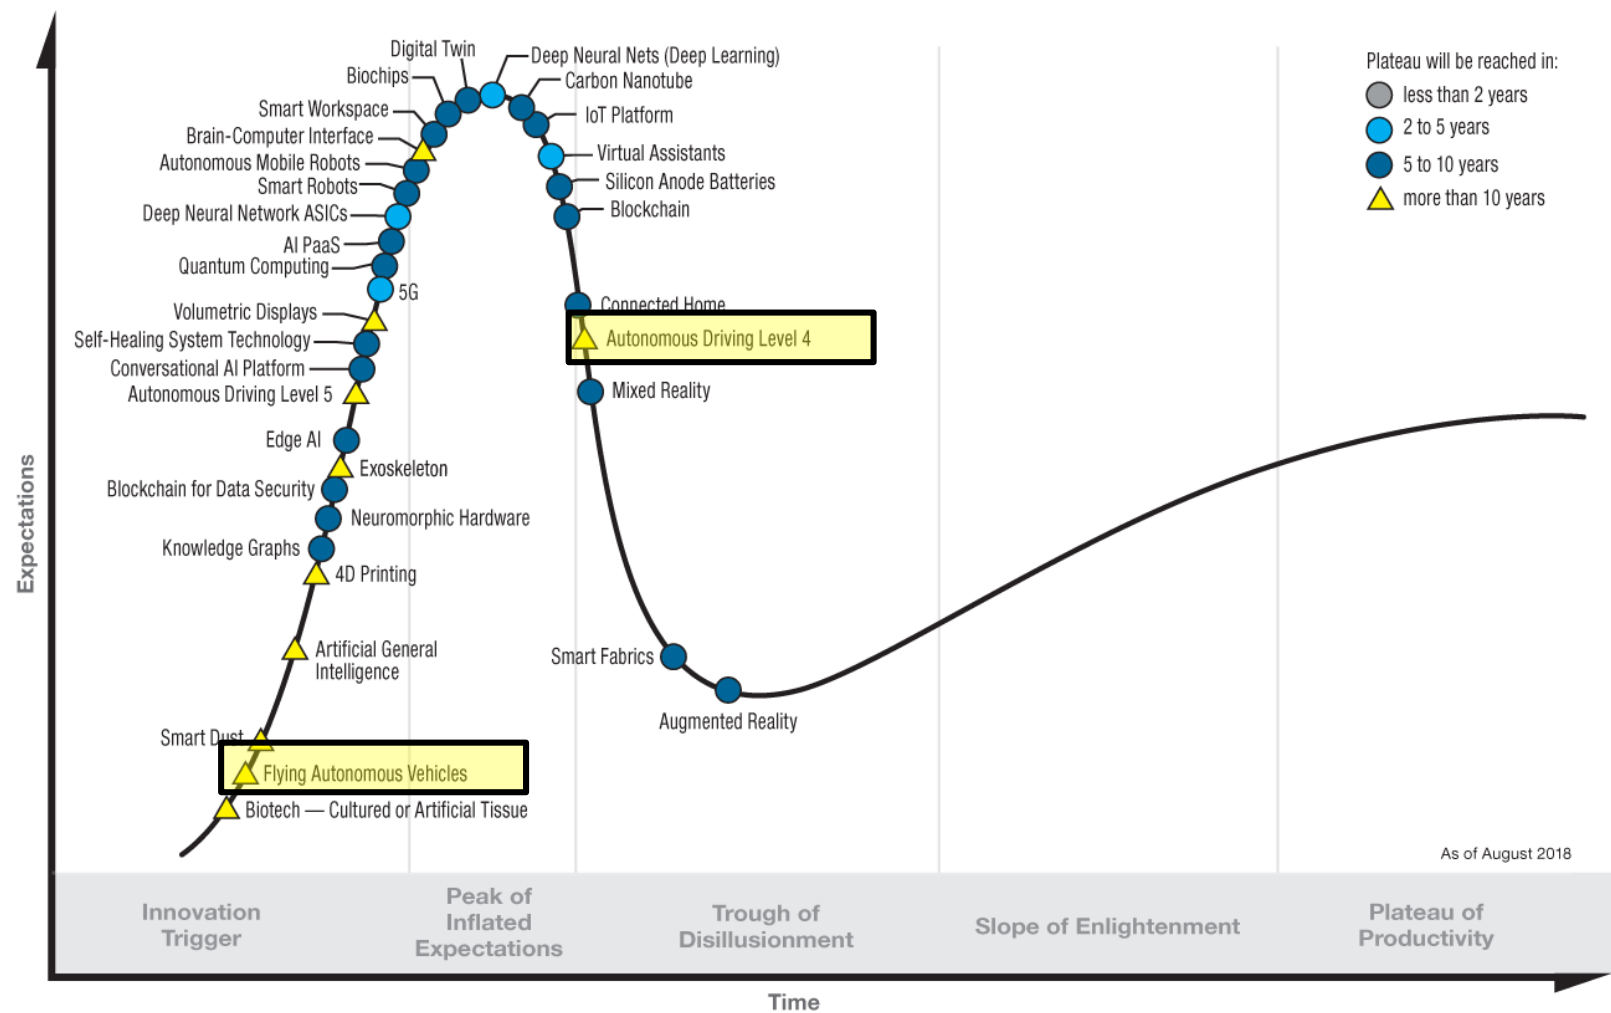 Digital Twin
Deep Neural Nets (Deep Learning)
Biochips
Carbon Nanotube
Smart Workspace
IoT Platform
Brain-Computer Interface
Virtual Assistants
Autonomous Mobile Robots
Silicon Anode Batteries
Smart Robots
Blockchain
Deep Neural Network ASICs
AI PaaS
Quantum Computing
5G
Connected Home
Volumetric Displays
Autonomous Driving Level 4
Self-Healing System Technology
Conversational AI Platform
Mixed Reality
Autonomous Driving Level 5
Edge AI
Exoskeleton
Blockchain for Data Security
Neuromorphic Hardware
Knowledge Graphs
4D Printing
Artificial General
Intelligence
Smart Fabrics
Augmented Reality
Smart Dust
Flying Autonomous Vehicles
Biotech — Cultured or Artificial Tissue
Plateau will be reached in:
less than 2 years
2 to 5 years
5 to 10 years
more than 10 years
As of August 2018
Expectations
Innovation
Trigger
Peak of
Inflated
Expectations
Trough of
Disillusionment
Slope of Enlightenment
Plateau of
Productivity
Time